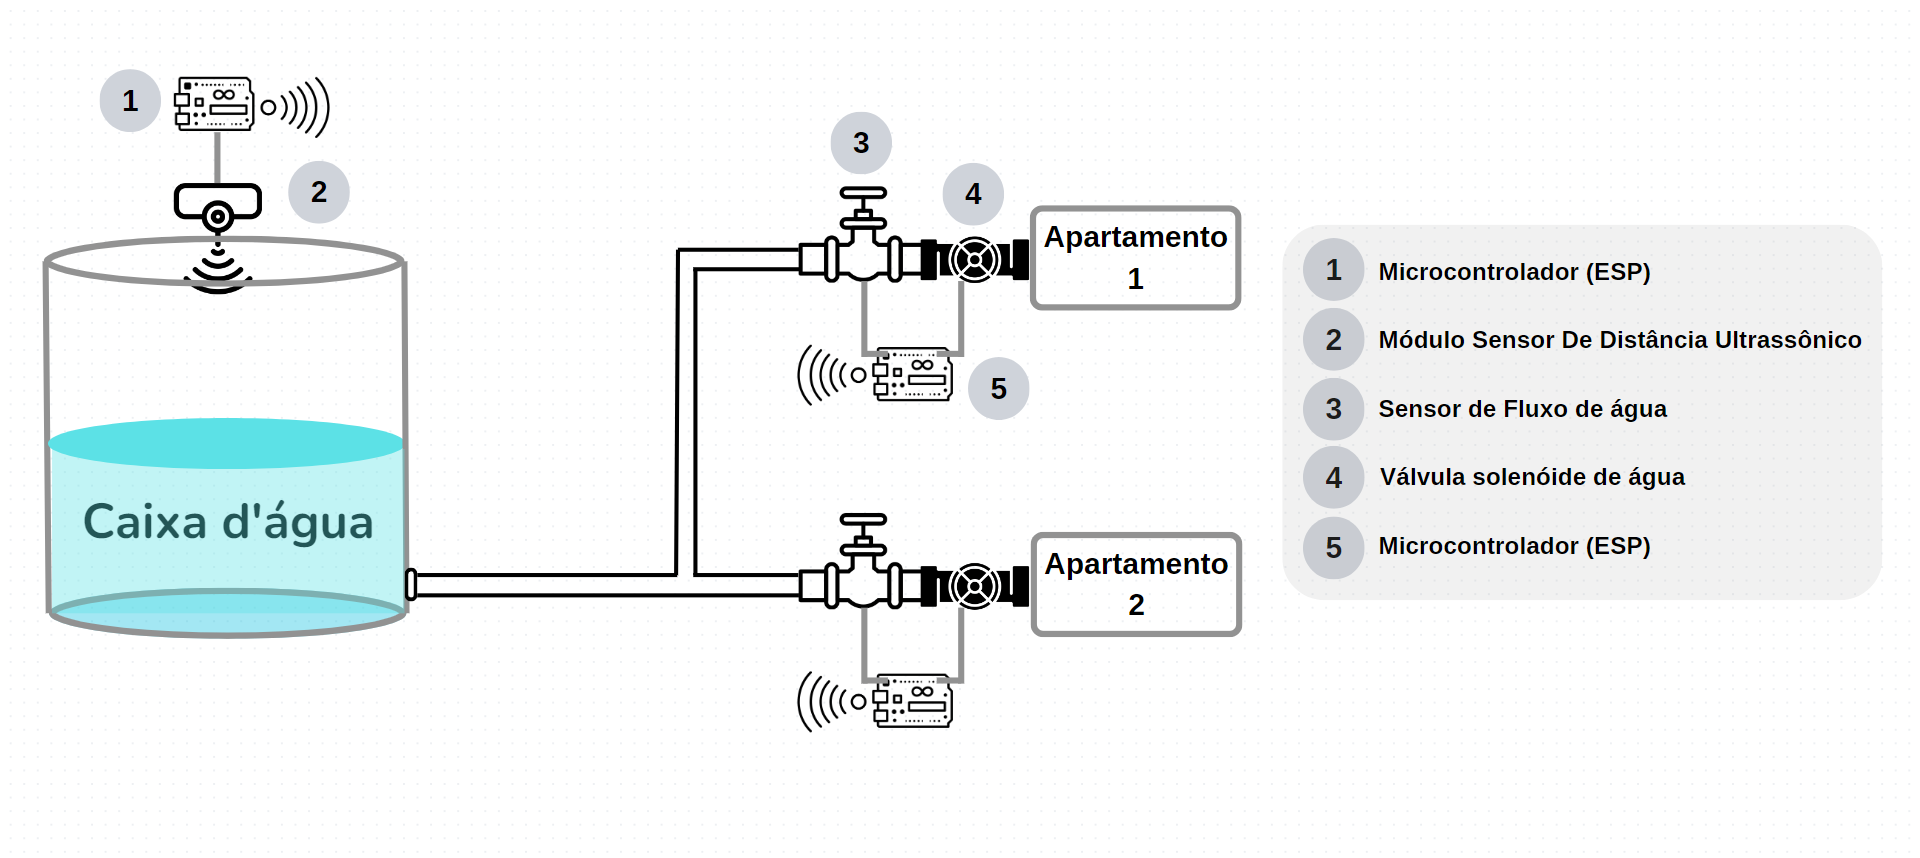 1
2
3
4
Apartamento
1
5
Caixa d'água
Apartamento
2
1 Microcontrolador (ESP)
2 Módulo Sensor De Distância Ultrassônico
3 Sensor de Fluxo de água
4 Válvula solenóide de água
5 Microcontrolador (ESP)